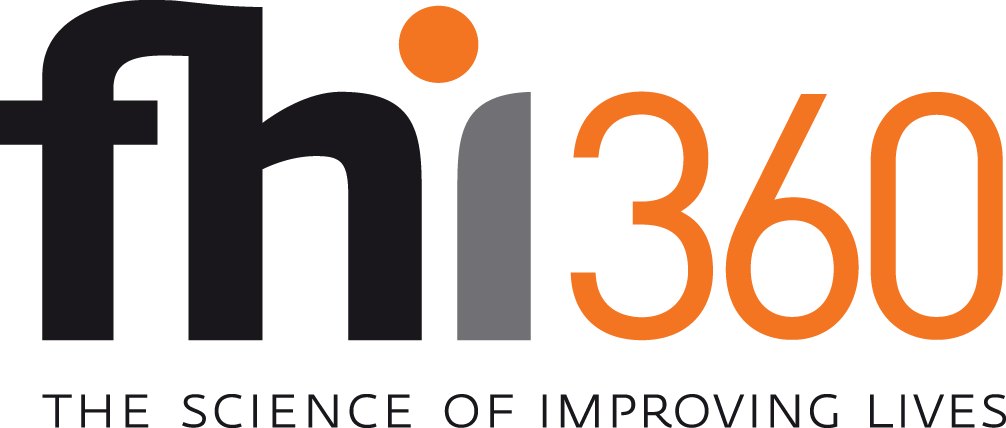 fhi360
THE SCIENCE OF IMPROVING LIVES